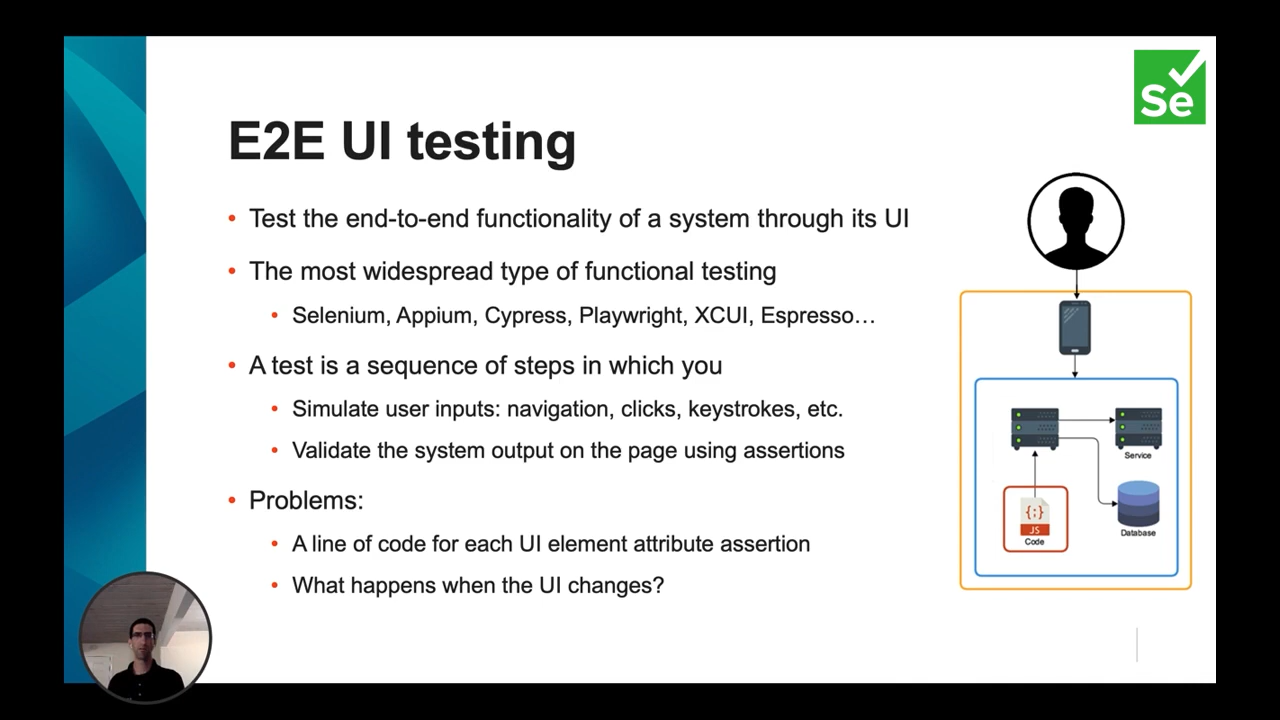 Se
E2E UI testing
• Test the end-to-end functionality of a system through its UI
• The most widespread type of functional testing
• Selenium, Appium, Cypress, Playwright, XCUI, Espresso…
• A test is a sequence of steps in which you
• Simulate user inputs: navigation, clicks, keystrokes, etc.
• Validate the system output on the page using assertions
• Problems:
• A line of code for each UI element attribute assertion
• What happens when the UI changes?
Service
{;}
JS
Code
Database